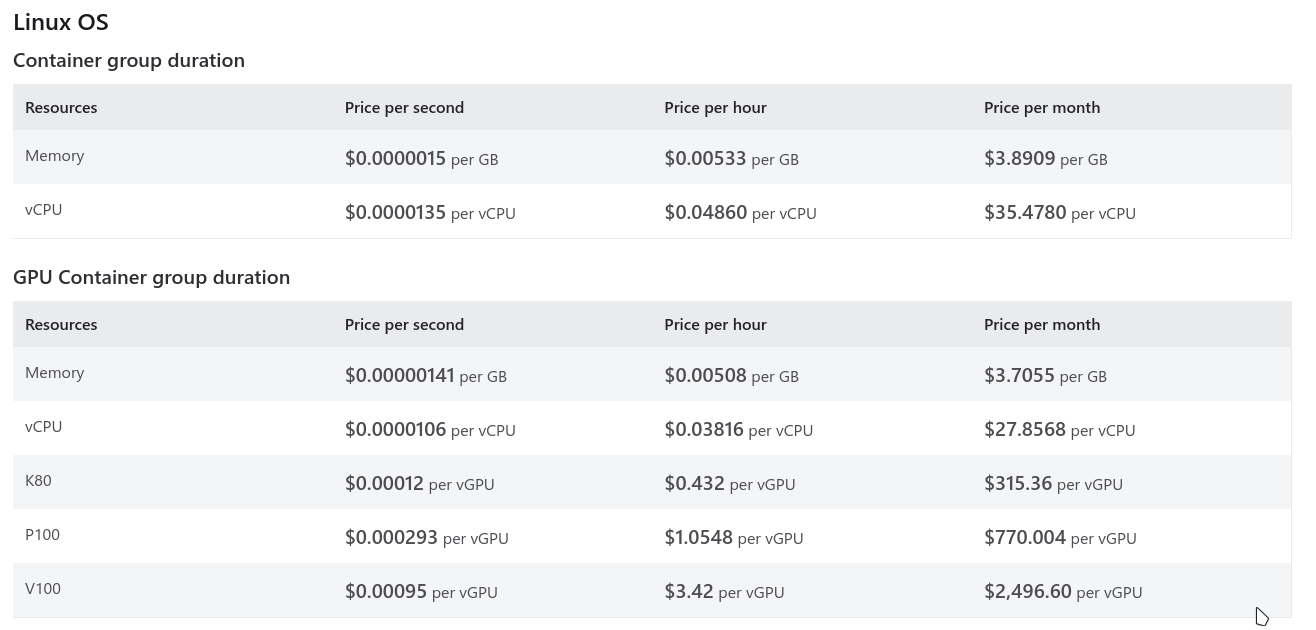 Linux OS
Container group duration
Resources Price per second Price per hour Price per month
Memory $0.0000015 per GB $0.00533 per GB $3.8909 per GB
vCPU $0.0000135 per vCPU $0.04860 per vCPU $35.4780 per vCPU
GPU Container group duration
Resources Price per second Price per hour Price per month
Memory $0.00000141 per GB $0.00508 per GB $3.7055 per GB
vCPU $0.0000106 per vCPU $0.03816 per vCPU $27.8568 per vCPU
K80 $0.00012 per vGPU $0.432 per vGPU $315.36 per vGPU
P100 $0.000293 per vGPU $1.0548 per vGPU $770.004 per vGPU
V100 $0.00095 per vGPU $3.42 per vGPU $2,496.60 per vGPU